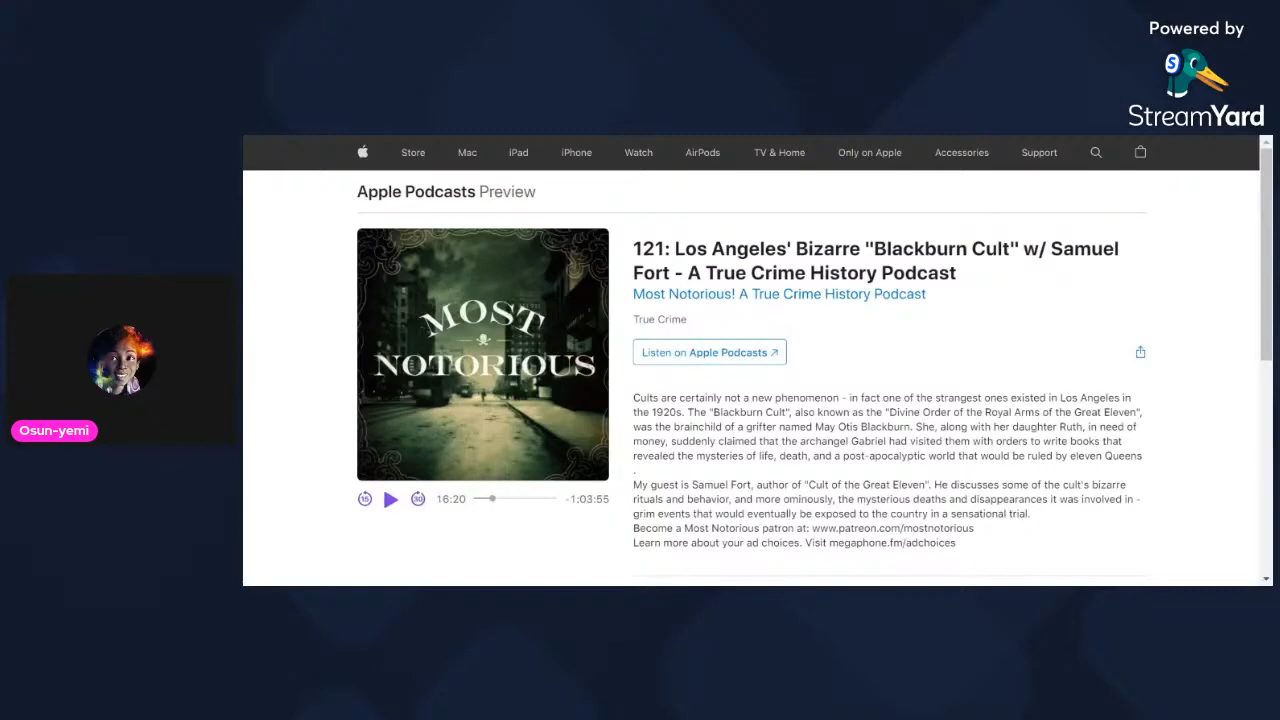 Powered by
StreamYard
Store Mac iPad iPhone Watch AirPods TV & Home Only on Apple Accessories Support
Apple Podcasts Preview
MOST
NOTORIOUS
121: Los Angeles' Bizarre "Blackburn Cult" w/ Samuel
Fort - A True Crime History Podcast
Most Notorious! A True Crime History Podcast
True Crime
Listen on Apple Podcasts ↗
Cults are certainly not a new phenomenon - in fact one of the strangest ones existed in Los Angeles in
the 1920s. The "Blackburn Cult", also known as the "Divine Order of the Royal Arms of the Great Eleven",
was the brainchild of a grifter named May Otis Blackburn. She, along with her daughter Ruth, in need of
money, suddenly claimed that the archangel Gabriel had visited them with orders to write books that
revealed the mysteries of life, death, and a post-apocalyptic world that would be ruled by eleven Queens
.
My guest is Samuel Fort, author of "Cult of the Great Eleven". He discusses some of the cult's bizarre
rituals and behavior, and more ominously, the mysterious deaths and disappearances it was involved in -
grim events that would eventually be exposed to the country in a sensational trial.
Become a Most Notorious patron at: www.patreon.com/mostnotorious
Learn more about your ad choices. Visit megaphone.fm/adchoices
15 30 16:20 -1:03:55
Osun-yemi